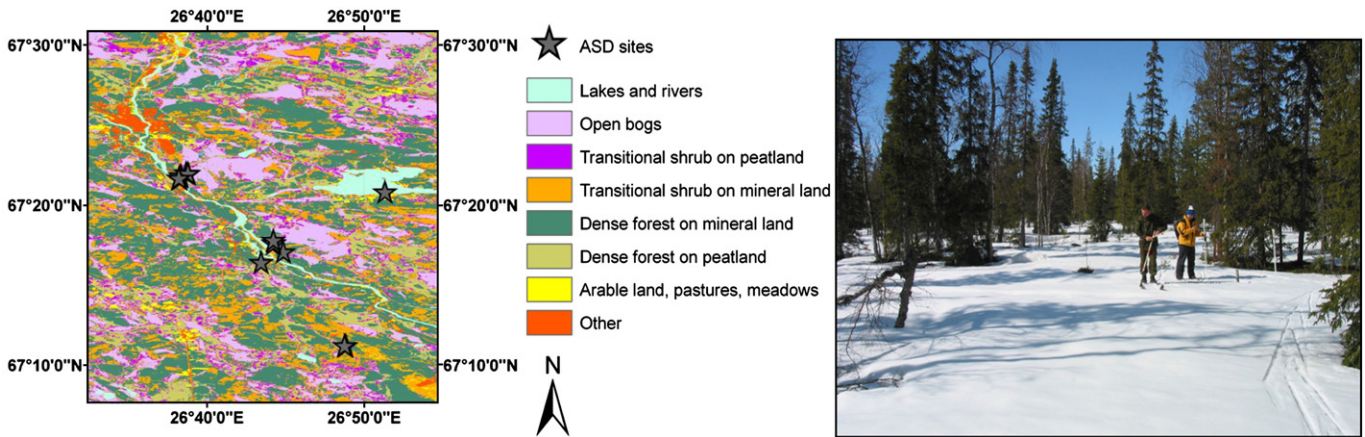 26°40'0"E 26°50'0"E
67°30'0"N 67°30'0"N
67°20'0"N 67°20'0"N
67°10'0"N 67°10'0"N
26°40'0"E 26°50'0"E
ASD sites
Lakes and rivers
Open bogs
Transitional shrub on peatland
Transitional shrub on mineral land
Dense forest on mineral land
Dense forest on peatland
Arable land, pastures, meadows
Other
N